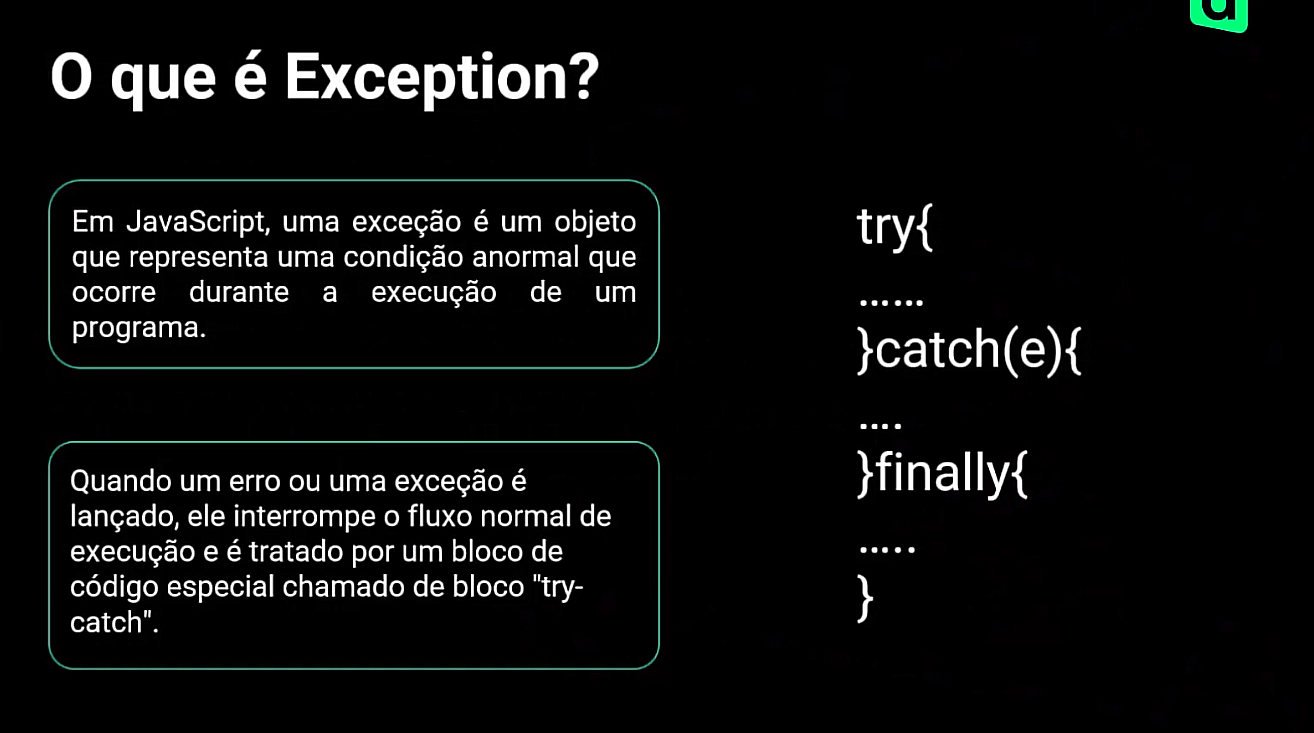 O que é Exception?
Em JavaScript, uma exceção é um objeto
que representa uma condição anormal que
ocorre durante a execução de um
programa.
Quando um erro ou uma exceção é
lançado, ele interrompe o fluxo normal de
execução e é tratado por um bloco de
código especial chamado de bloco "try-
catch".
try{
......
}catch(e){
....
}finally{
.....
}